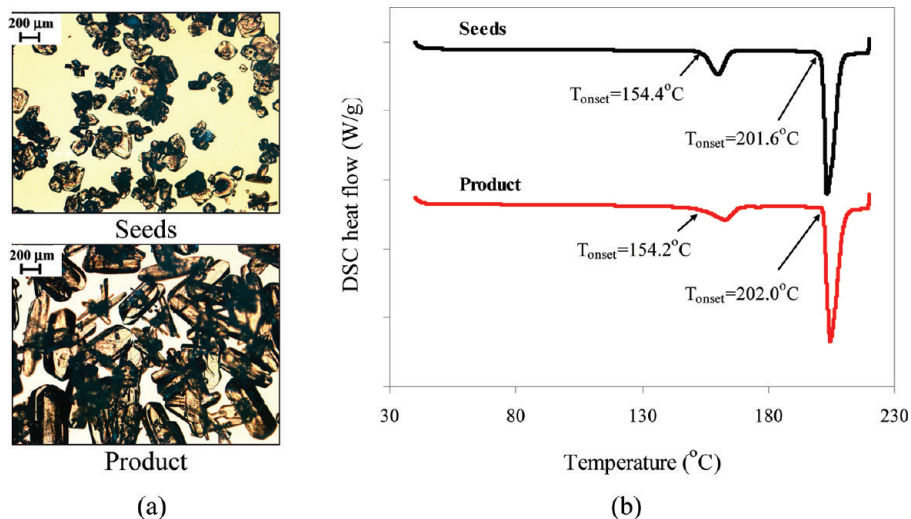 200 μm
Seeds
200 μm
Product
(a)
DSC heat flow (W/g)
Seeds
Tonset=154.4°C
Tonset=201.6°C
Product
Tonset=154.2°C
Tonset=202.0°C
30
80
130
180
230
Temperature (°C)
(b)